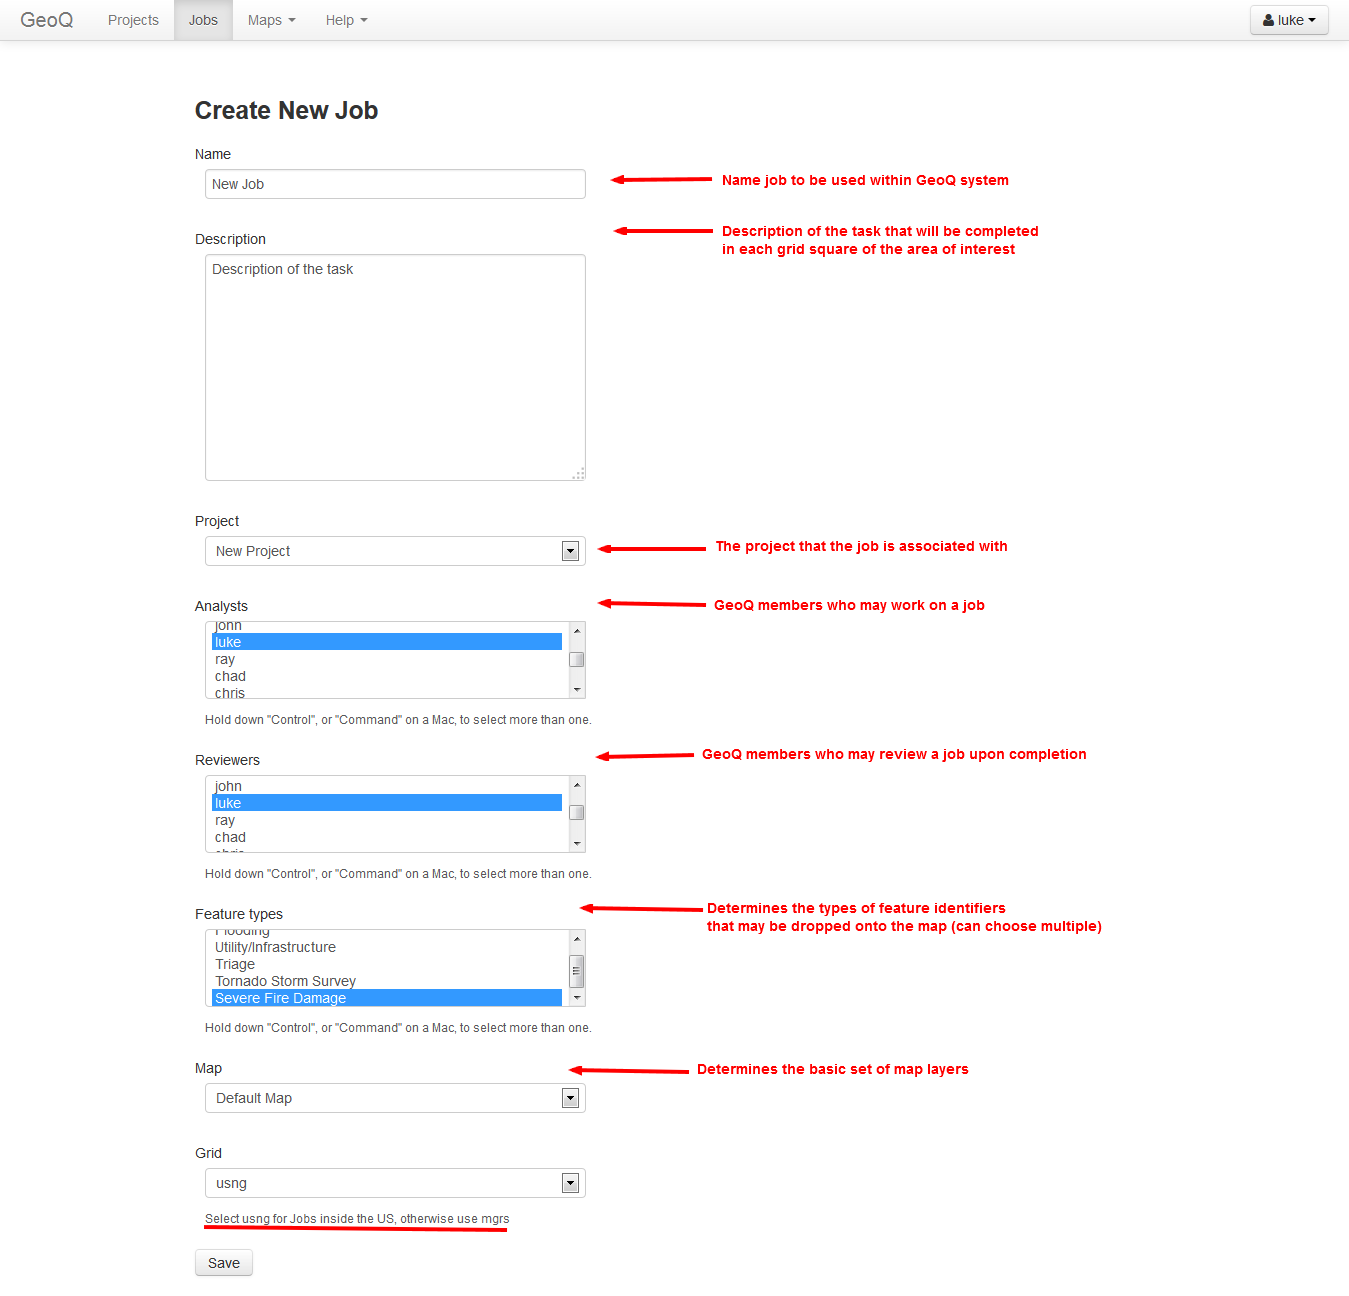 GeoQ Projects Jobs Maps Help luke
Create New Job
Name
New Job
Name job to be used within GeoQ system
Description
Description of the task that will be completed
in each grid square of the area of interest
Description of the task
Project
New Project
The project that the job is associated with
Analysts
GeoQ members who may work on a job
john
luke
ray
chad
chris
Hold down "Control", or "Command" on a Mac, to select more than one.
Reviewers
GeoQ members who may review a job upon completion
john
luke
ray
chad
chris
Hold down "Control", or "Command" on a Mac, to select more than one.
Feature types
Determines the types of feature identifiers
that may be dropped onto the map (can choose multiple)
Flooding
Utility/Infrastructure
Triage
Tornado Storm Survey
Severe Fire Damage
Hold down "Control", or "Command" on a Mac, to select more than one.
Map
Determines the basic set of map layers
Default Map
Grid
usng
Select usng for Jobs inside the US, otherwise use mgrs
Save